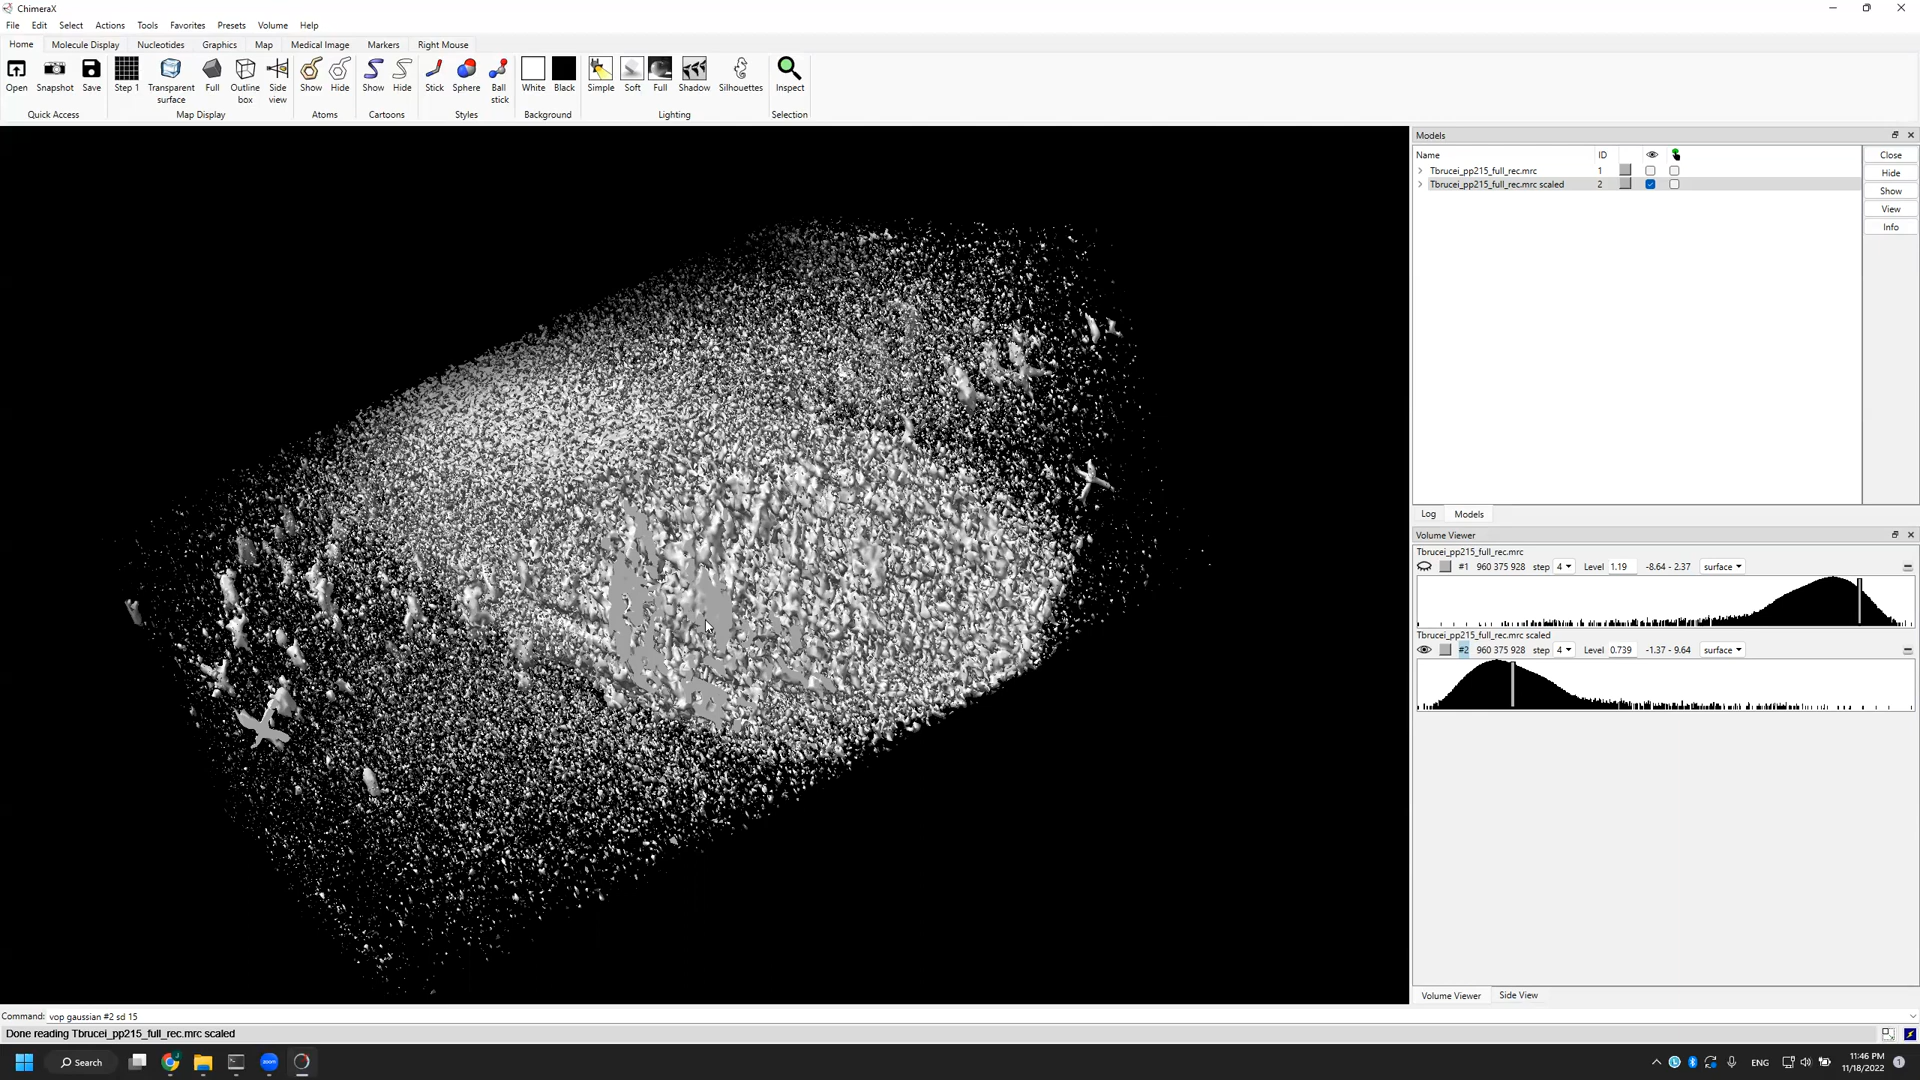 ChimeraX
File Edit Select Actions Tools Favorites Presets Volume Help
Home Molecule Display Nucleotides Graphics Map Medical Image Markers Right Mouse
Open Snapshot Save Step 1 Transparent surface Full Outline box Side view Show Hide Show Hide Stick Sphere Ball stick White Black Simple Soft Full Shadow Silhouettes Inspect
Quick Access Map Display Atoms Cartoons Styles Background Lighting Selection
Models
Name ID
Tbrucei_pp215_full_rec.mrc 1
Tbrucei_pp215_full_rec.mrc scaled 2
Close
Hide
Show
View
Info
Log Models
Volume Viewer
Tbrucei_pp215_full_rec.mrc
#1 960 375 928 step 4 Level 1.19 -8.64 - 2.37 surface
Tbrucei_pp215_full_rec.mrc scaled
#2 960 375 928 step 4 Level 0.739 -1.37 - 9.64 surface
Volume Viewer Side View
Command: vop gaussian #2 sd 15
Done reading Tbrucei_pp215_full_rec.mrc scaled
Search zoom ENG 11:46 PM
11/18/2022 1